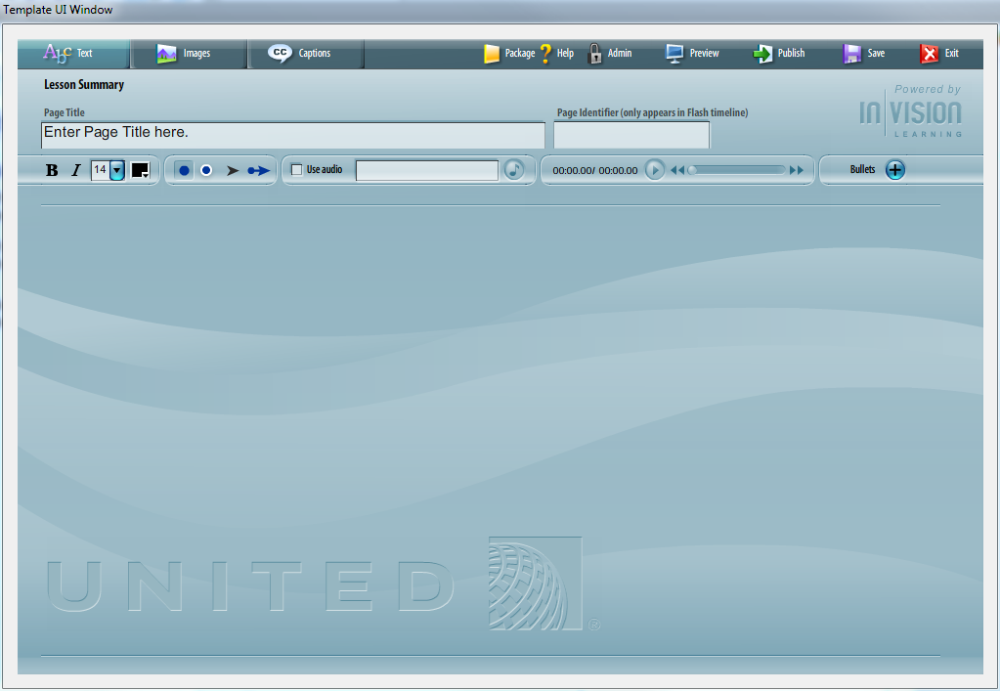 Template UI Window
ABC Text Images CC Captions Package ? Help Admin Preview Publish Save Exit
Lesson Summary
Powered by
IN VISION
LEARNING
Page Title Page Identifier (only appears in Flash timeline)
Enter Page Title here.
B I 14 Use audio 00:00.00/ 00:00.00 Bullets
UNITED ®